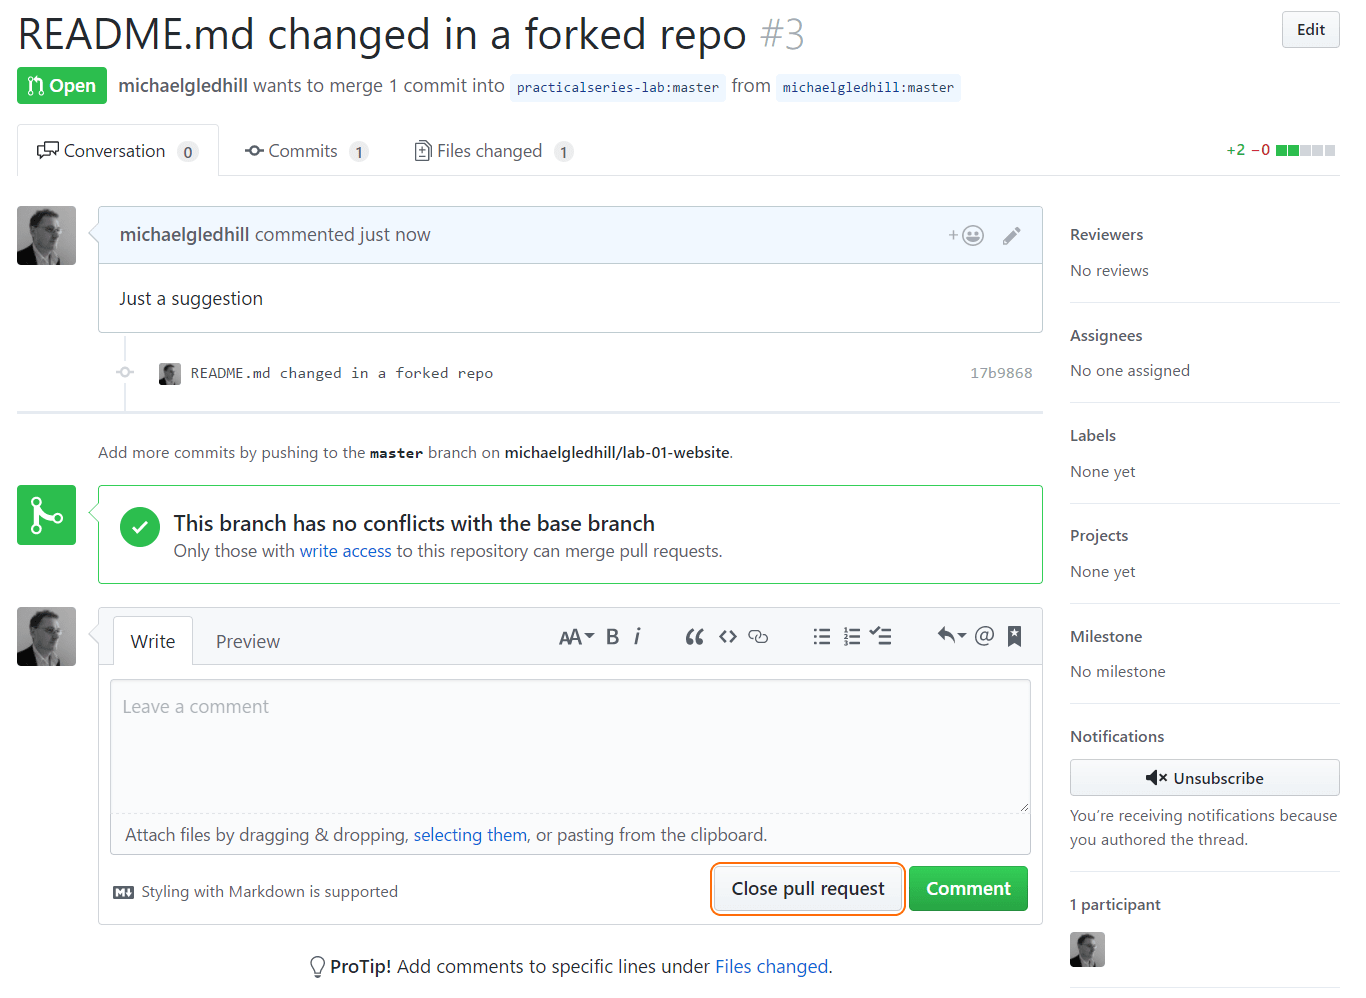 README.md changed in a forked repo #3
Edit
Open michaelgledhill wants to merge 1 commit into practicalseries-lab:master from michaelgledhill:master
Conversation 0 Commits 1 Files changed 1 +2 −0
michaelgledhill commented just now
Just a suggestion
README.md changed in a forked repo 17b9868
Add more commits by pushing to the master branch on michaelgledhill/lab-01-website.
This branch has no conflicts with the base branch
Only those with write access to this repository can merge pull requests.
Write Preview
AA B i
Leave a comment
Attach files by dragging & dropping, selecting them, or pasting from the clipboard.
Styling with Markdown is supported
Close pull request Comment
ProTip! Add comments to specific lines under Files changed.
Reviewers
No reviews
Assignees
No one assigned
Labels
None yet
Projects
None yet
Milestone
No milestone
Notifications
Unsubscribe
You're receiving notifications because
you authored the thread.
1 participant